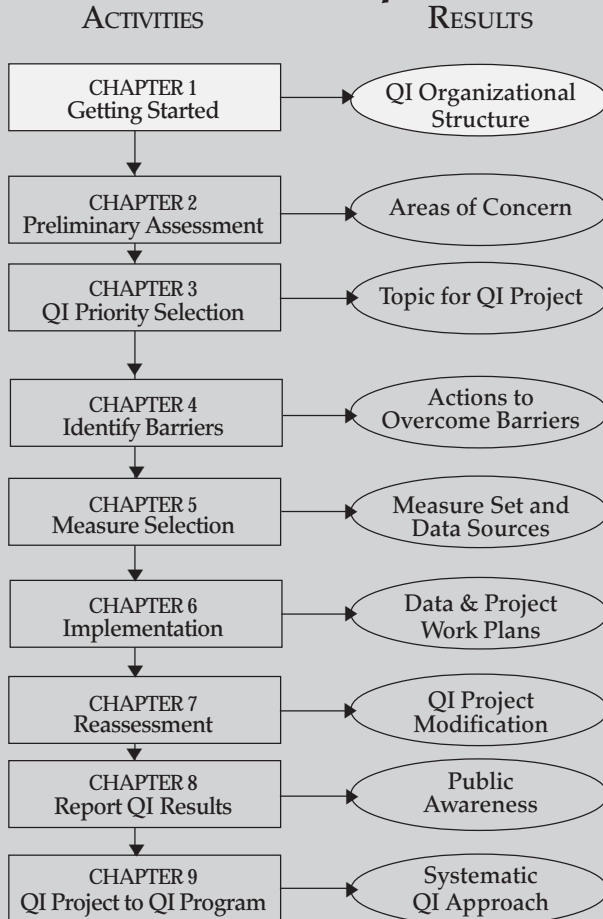 ACTIVITIES
RESULTS
CHAPTER 1
Getting Started
QI Organizational
Structure
CHAPTER 2
Preliminary Assessment
Areas of Concern
CHAPTER 3
QI Priority Selection
Topic for QI Project
CHAPTER 4
Identify Barriers
Actions to
Overcome Barriers
CHAPTER 5
Measure Selection
Measure Set and
Data Sources
CHAPTER 6
Implementation
Data & Project
Work Plans
CHAPTER 7
Reassessment
QI Project
Modification
CHAPTER 8
Report QI Results
Public
Awareness
CHAPTER 9
QI Project to QI Program
Systematic
QI Approach